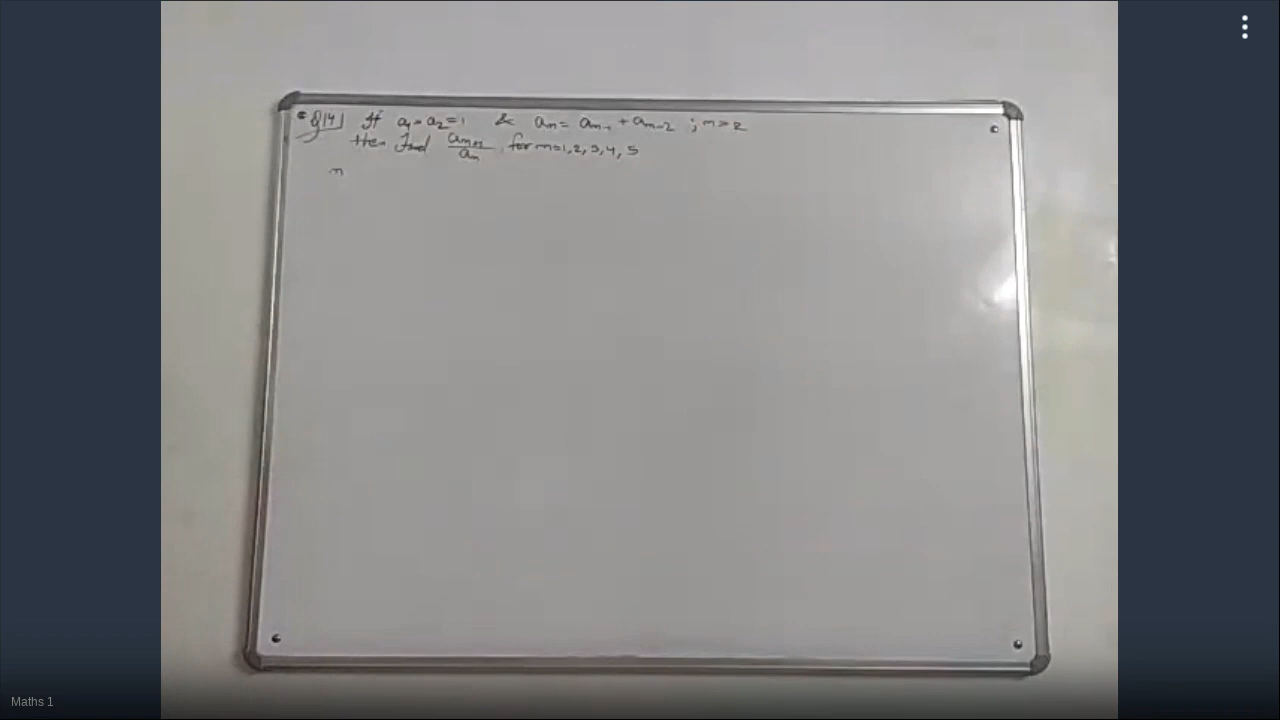 Q14) If a₁=a₂=1 & aₙ= aₙ₋₁ + aₙ₋₂ ; n>2
then find aₙ₊₁/aₙ , for n=1,2,3,4,5
n
Maths 1